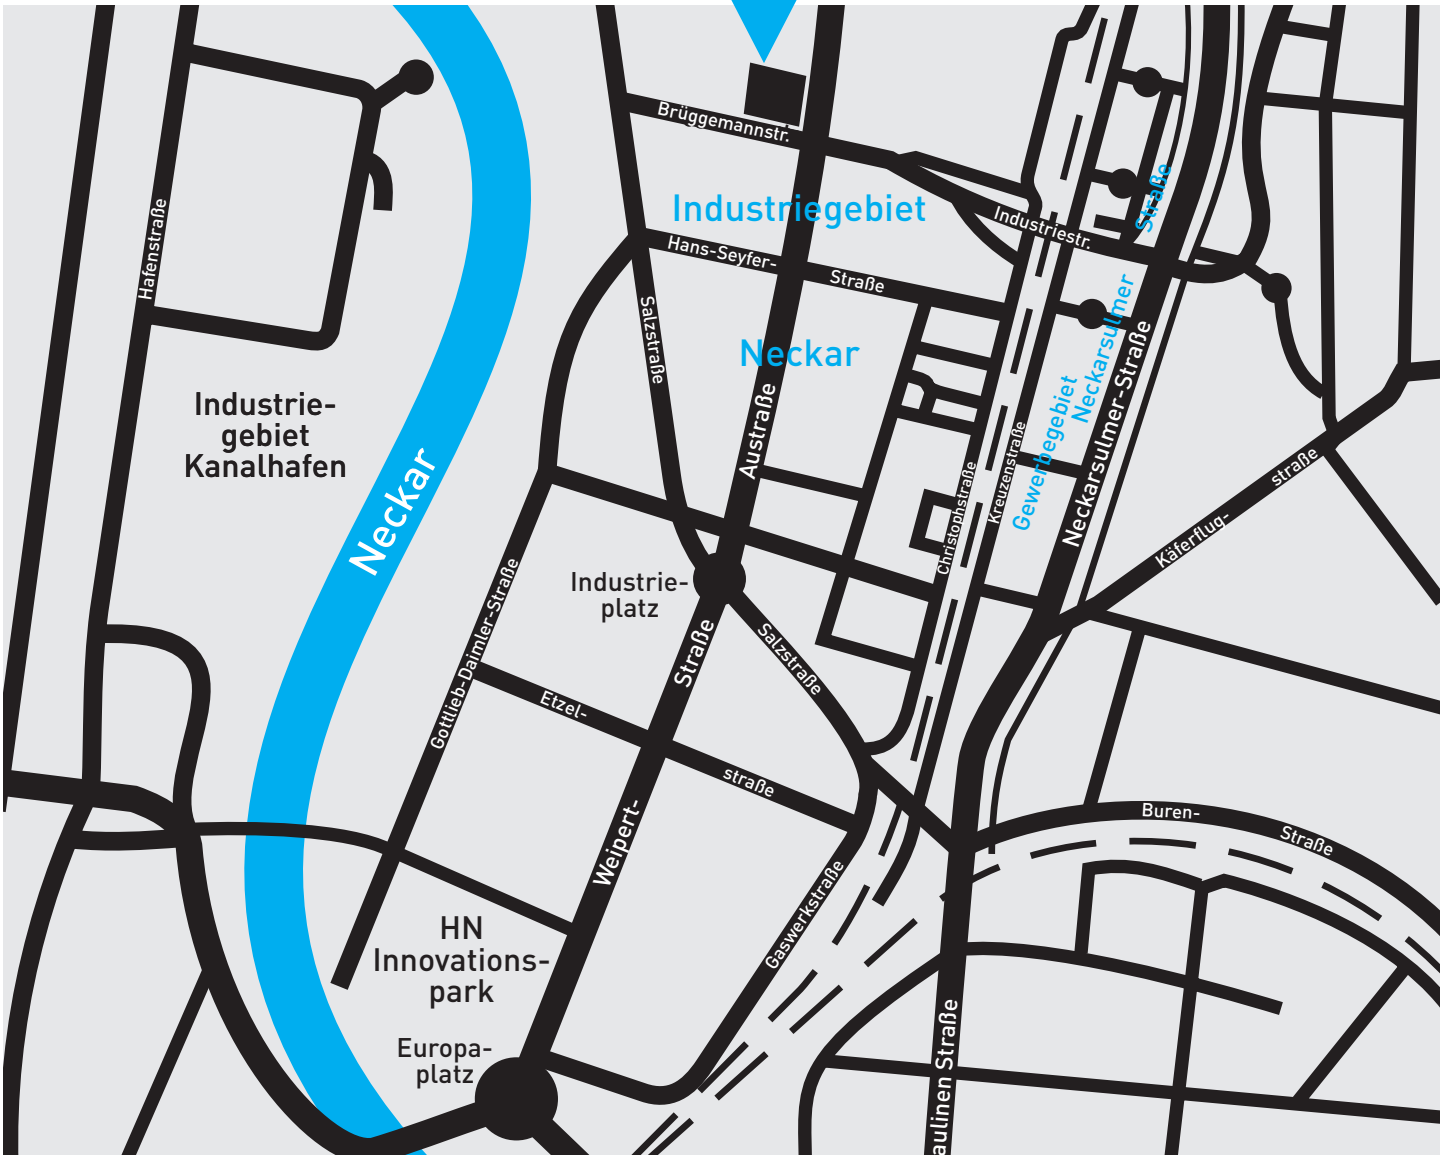 Brüggemannstr.
Industriegebiet
Straße
Hafenstraße
Industriestr.
Hans-Seyfer-
Straße
Salzstraße
Neckar
Neckarsulmer
Gewerbegebiet
Neckarsulmer-Straße
Austraße
Industrie-
gebiet
Kanalhafen
Neckar
Kreuzenstraße
Christophstraße
Käferflug-
straße
Industrie-
platz
Gottlieb-Daimler-Straße
Straße
Weipert-
Salzstraße
Etzel-
straße
Buren-
Straße
Gaswerkstraße
HN
Innovations-
park
Europa-
platz
aulinen Straße